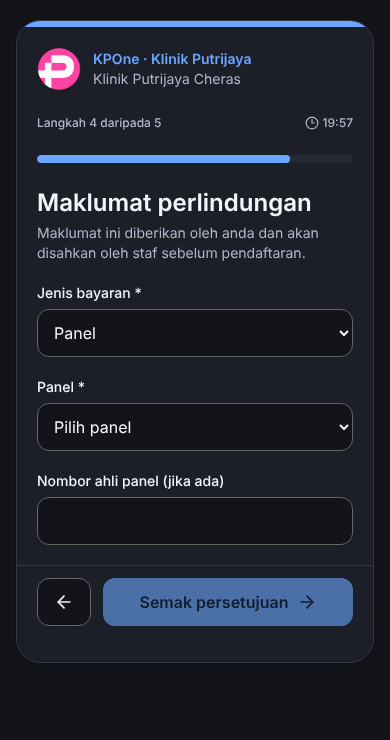 KPOne · Klinik Putrijaya
Klinik Putrijaya Cheras
Langkah 4 daripada 5
19:57
Maklumat perlindungan
Maklumat ini diberikan oleh anda dan akan
disahkan oleh staf sebelum pendaftaran.
Jenis bayaran *
Panel
Panel *
Pilih panel
Nombor ahli panel (jika ada)
Semak persetujuan